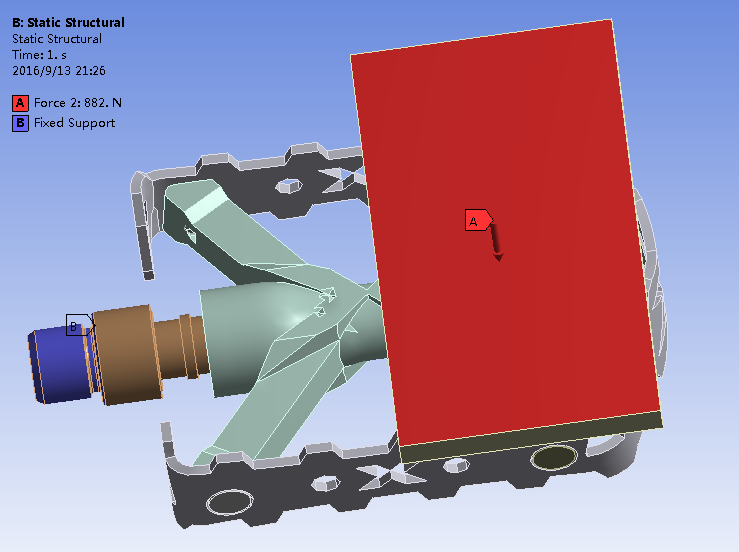 B: Static Structural
Static Structural
Time: 1. s
2016/9/13 21:26
A Force 2: 882. N
B Fixed Support
A
B